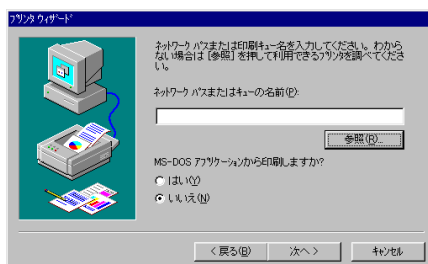 プリンタ ウィザード
ネットワーク パスまたは印刷キュー名を入力してください。わから
ない場合は [参照] を押して利用できるプリンタを調べてくださ
い。
ネットワーク パスまたはキューの名前(P):
参照(R)...
MS-DOS アプリケーションから印刷しますか?
はい(Y)
いいえ(N)
< 戻る(B)
次へ >
キャンセル